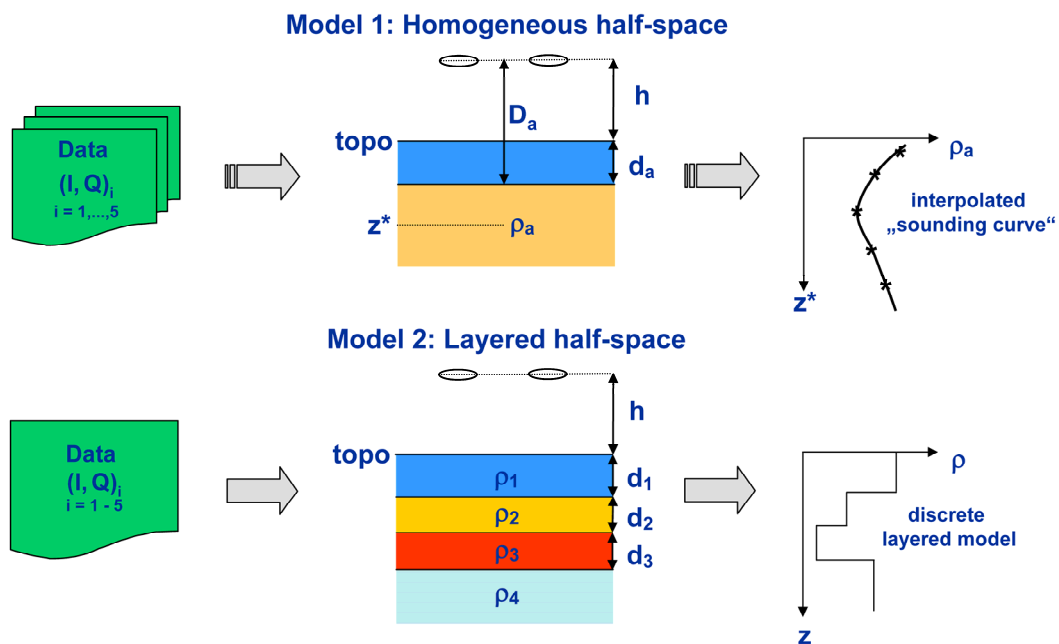 Model 1: Homogeneous half-space
Data
(I, Q)i
i = 1,...,5
Da
h
topo
da
z*
ρa
ρa
interpolated
„sounding curve“
z*
Model 2: Layered half-space
Data
(I, Q)i
i = 1 - 5
h
topo
ρ1
d1
ρ2
d2
ρ3
d3
ρ4
ρ
discrete
layered model
z